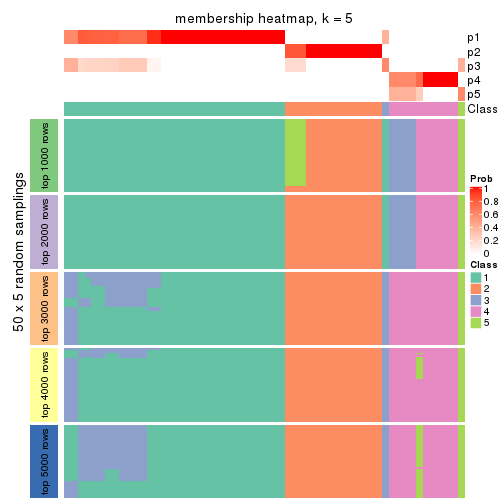 membership heatmap, k = 5
p1
p2
p3
p4
p5
Class
50 x 5 random samplings
top 1000 rows
top 2000 rows
top 3000 rows
top 4000 rows
top 5000 rows
Prob
1
0.8
0.6
0.4
0.2
0
Class
1
2
3
4
5